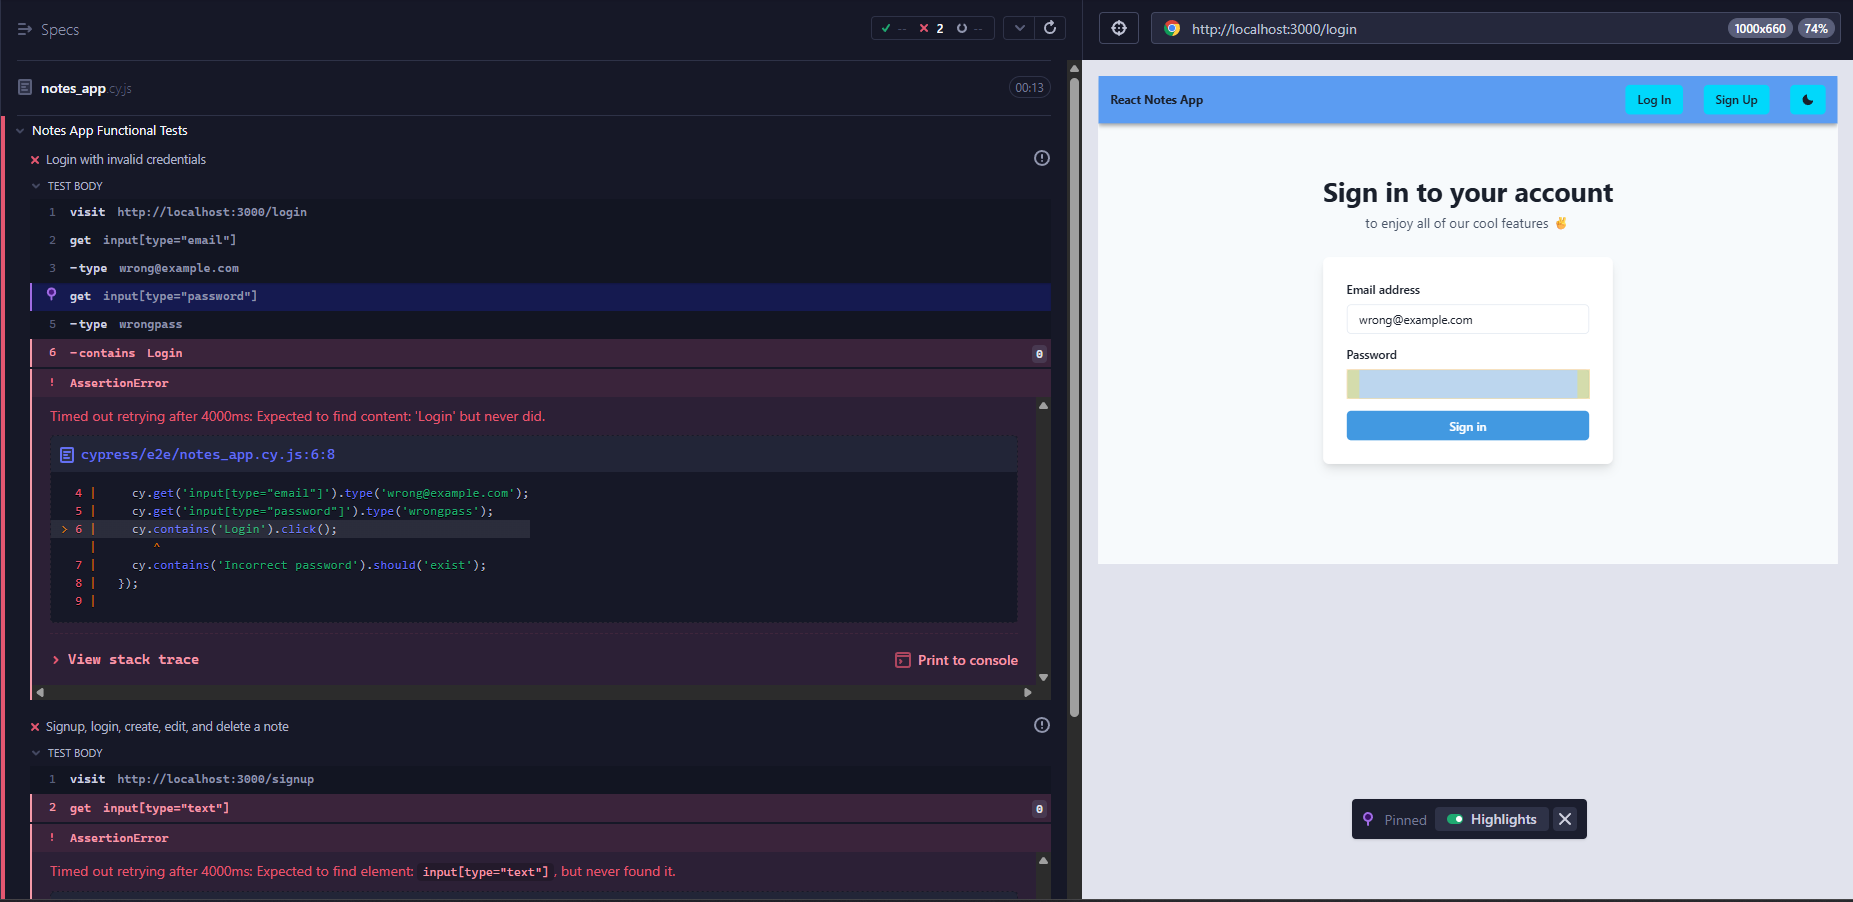 Specs
-- 2 --
notes_app.cy.js
00:13
Notes App Functional Tests
Login with invalid credentials
TEST BODY
1 visit http://localhost:3000/login
2 get input[type="email"]
3 -type wrong@example.com
get input[type="password"]
5 -type wrongpass
6 -contains Login 0
! AssertionError
Timed out retrying after 4000ms: Expected to find content: 'Login' but never did.
cypress/e2e/notes_app.cy.js:6:8
4 | cy.get('input[type="email"]').type('wrong@example.com');
5 | cy.get('input[type="password"]').type('wrongpass');
> 6 | cy.contains('Login').click();
| ^
7 | cy.contains('Incorrect password').should('exist');
8 | });
9 |
View stack trace
Print to console
Signup, login, create, edit, and delete a note
TEST BODY
1 visit http://localhost:3000/signup
2 get input[type="text"] 0
! AssertionError
Timed out retrying after 4000ms: Expected to find element: input[type="text"], but never found it.
http://localhost:3000/login
1000x660
74%
React Notes App
Log In
Sign Up
Sign in to your account
to enjoy all of our cool features ✌
Email address
wrong@example.com
Password
Sign in
Pinned
Highlights